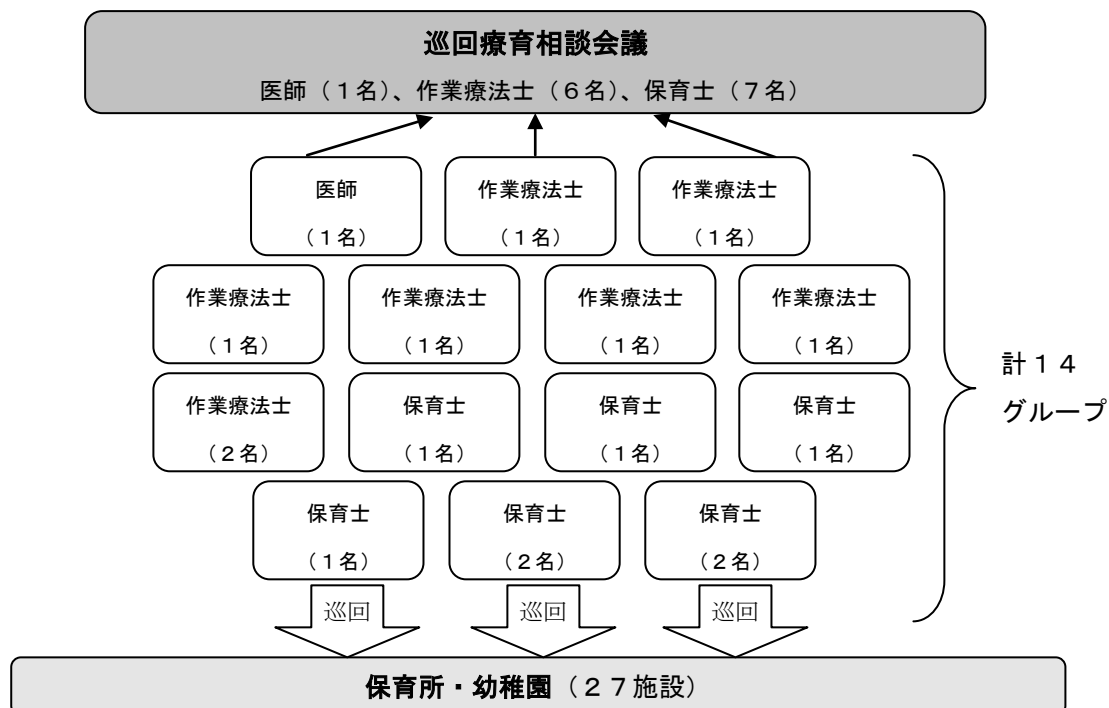 巡回療育相談会議
医師（１名）、作業療法士（６名）、保育士（７名）
医師
（１名）
作業療法士
（１名）
作業療法士
（１名）
作業療法士
（１名）
作業療法士
（１名）
作業療法士
（１名）
作業療法士
（１名）
作業療法士
（２名）
保育士
（１名）
保育士
（１名）
保育士
（１名）
保育士
（１名）
保育士
（２名）
保育士
（２名）
計１４
グループ
巡回
巡回
巡回
保育所・幼稚園（２７施設）